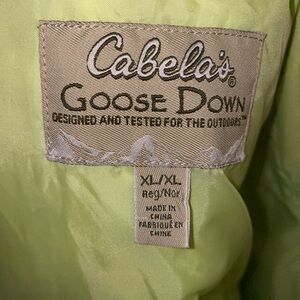 Cabela's®
GOOSE DOWN
DESIGNED AND TESTED FOR THE OUTDOORS™
XL/XL
Reg/Nor
MADE IN
CHINA
FABRIQUÉ EN
CHINE